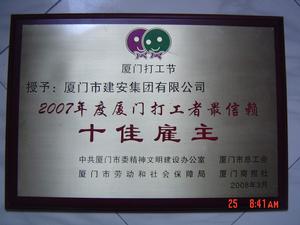 厦门打工节
授予：厦门市建安集团有限公司
2007年度厦门打工者最信赖
十佳雇主
中共厦门市委精神文明建设办公室 厦门市总工会
厦门市劳动和社会保障局 厦门商报社
2008年3月
25 8:41AM